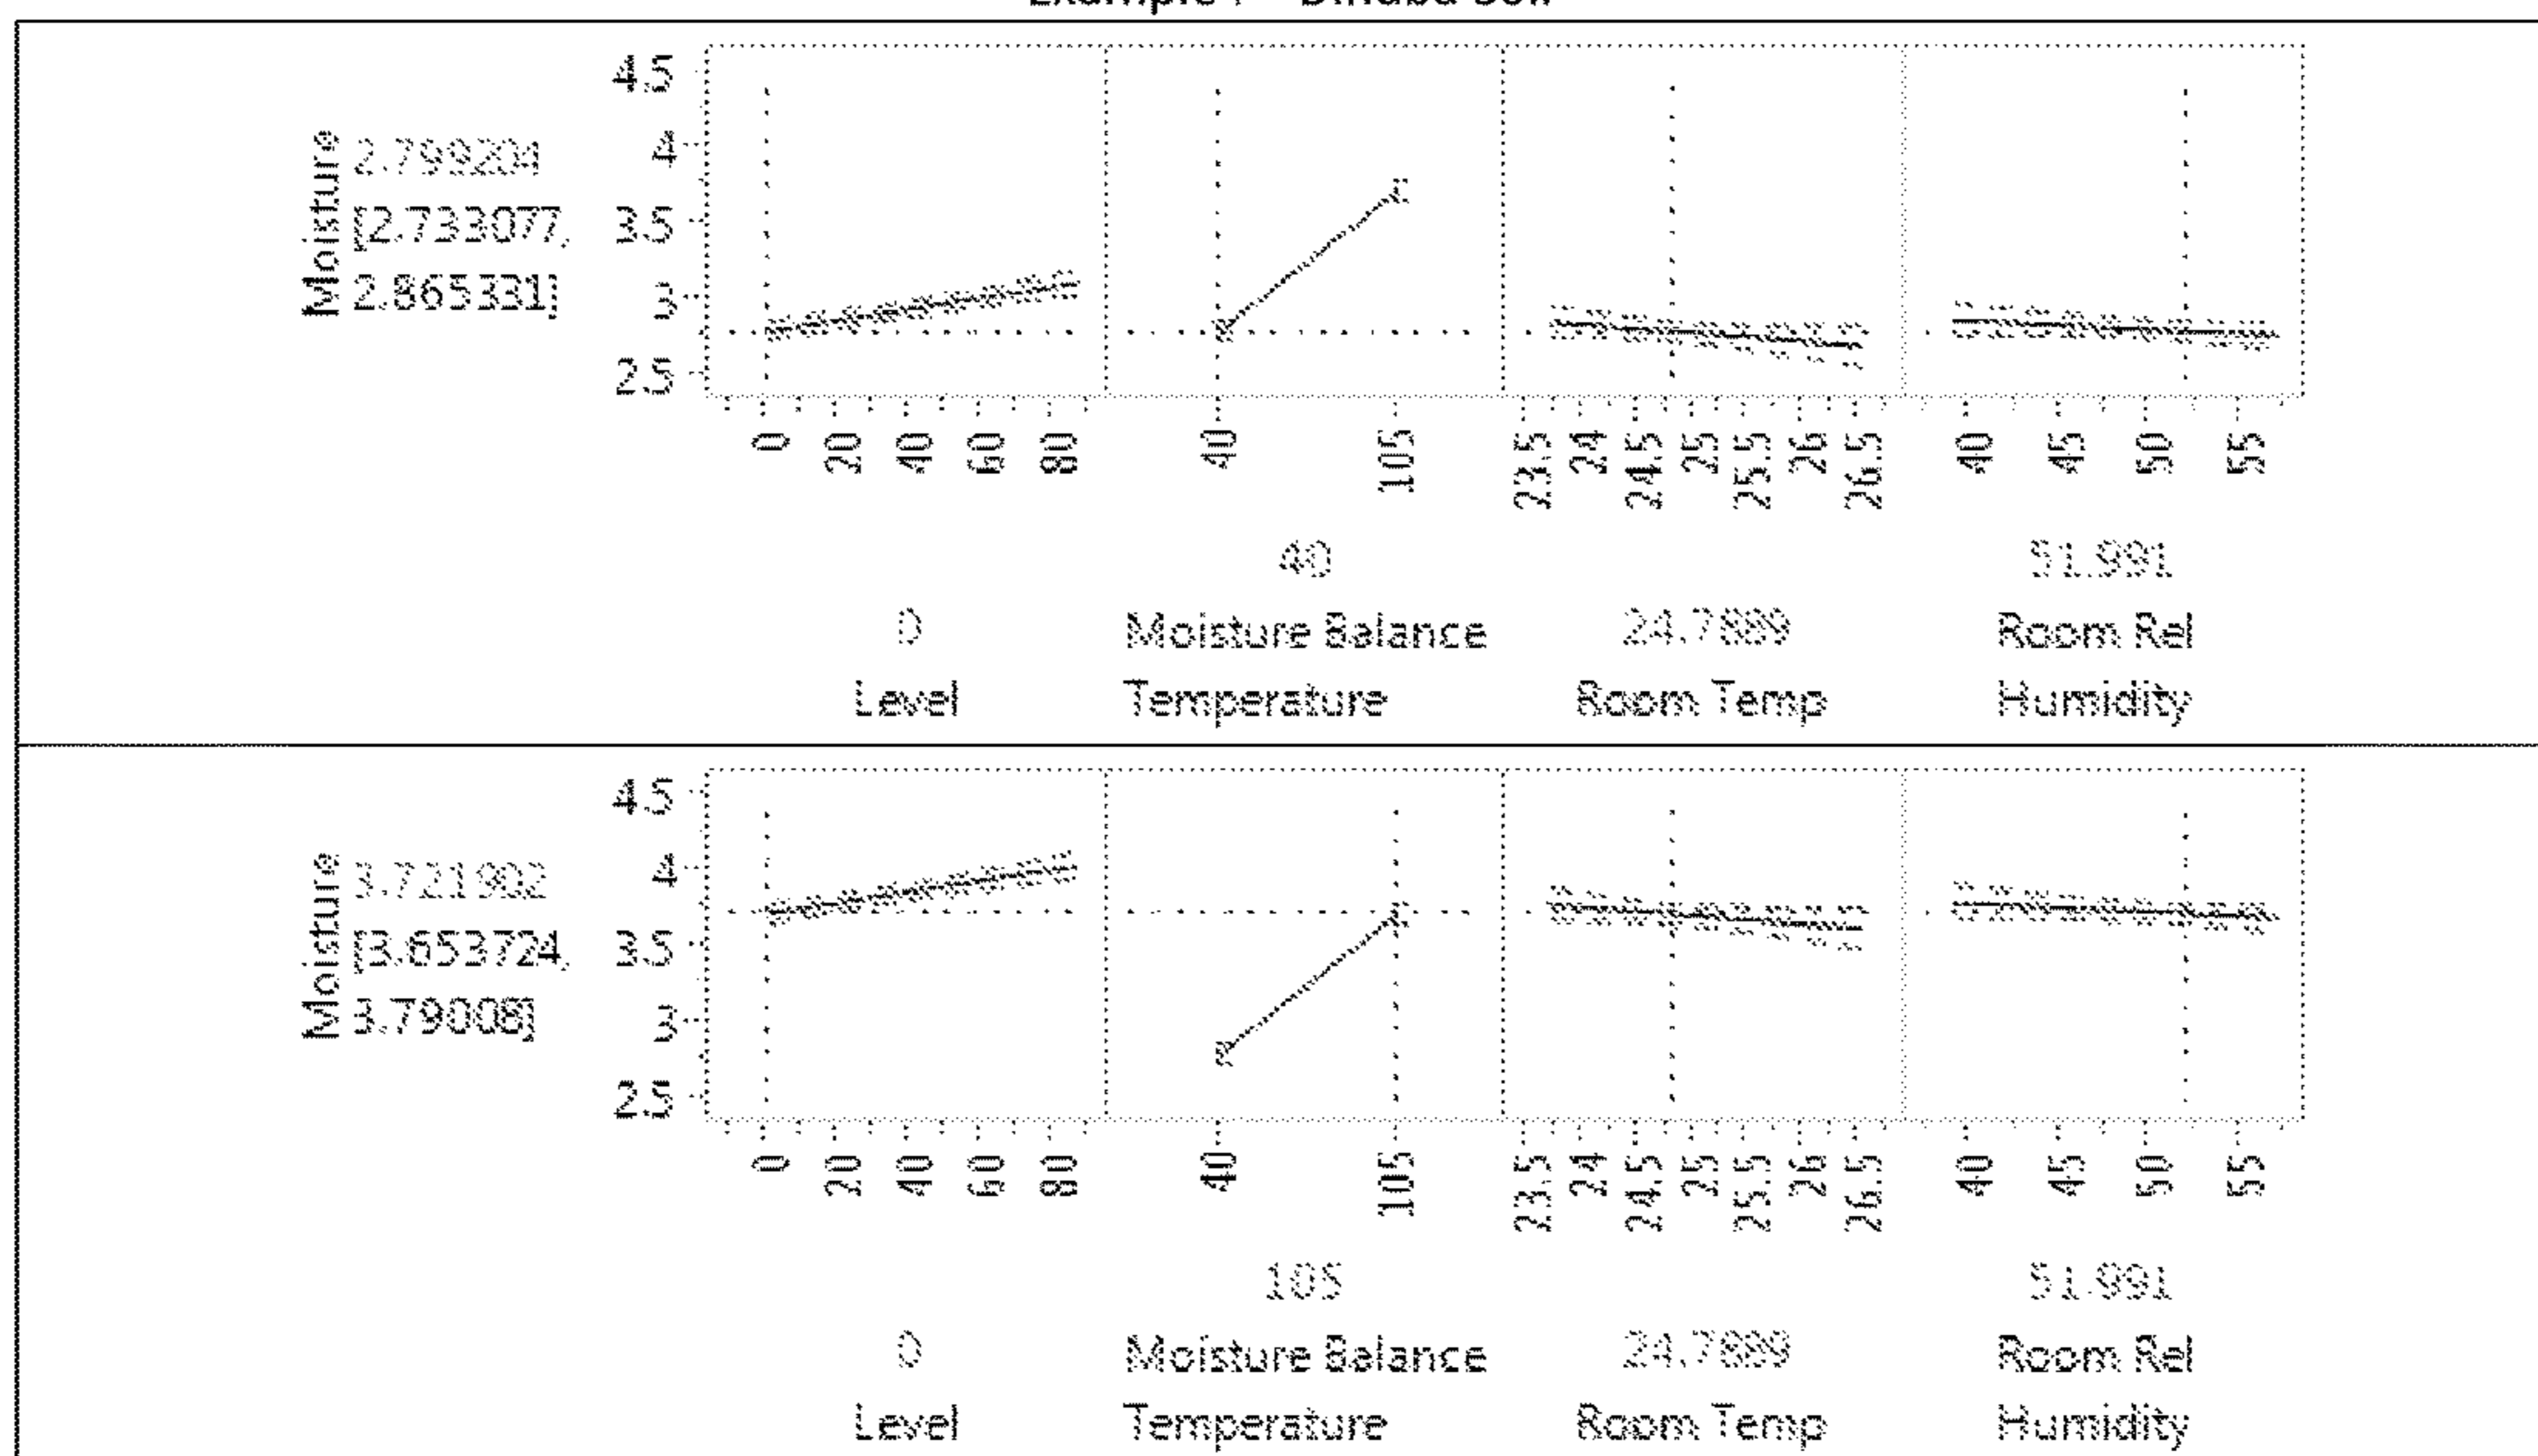 2.799204
[2.733077,
2.865331]
Moisture
4.5
4
3.5
3
2.5
0 20 40 60 80 40 105 23.5 24 24.5 25 25.5 26 26.5 40 45 50 55
40 51.991
0 Moisture Balance 24.7889 Room Rel
Level Temperature Room Temp Humidity
3.721902
[3.653724,
3.79008]
Moisture
4.5
4
3.5
3
2.5
0 20 40 60 80 40 105 23.5 24 24.5 25 25.5 26 26.5 40 45 50 55
105 51.991
0 Moisture Balance 24.7889 Room Rel
Level Temperature Room Temp Humidity